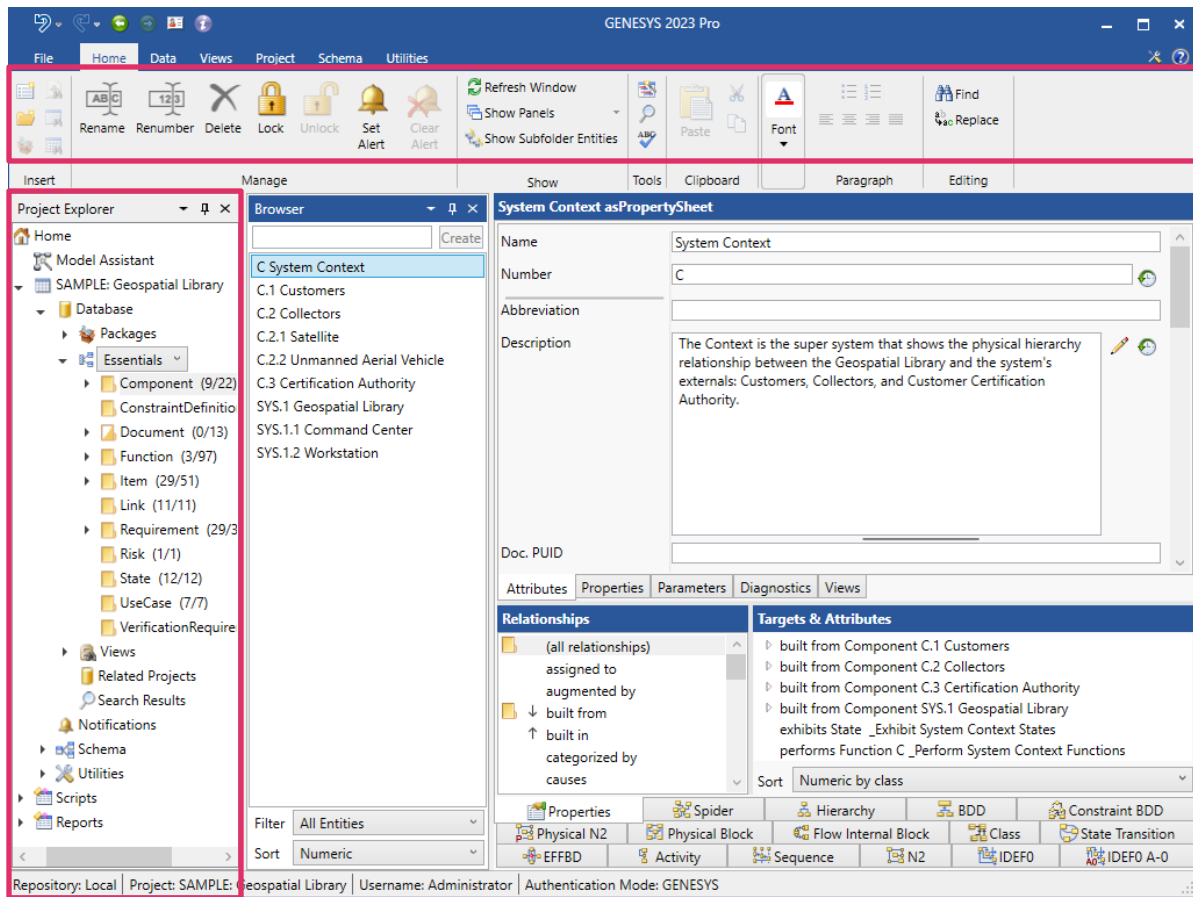 GENESYS 2023 Pro
File Home Data Views Project Schema Utilities
Rename Renumber Delete Lock Unlock Set Alert Clear Alert
Refresh Window
Show Panels
Show Subfolder Entities
Paste
Font
Find
Replace
Insert Manage Show Tools Clipboard Paragraph Editing
Project Explorer
Home
Model Assistant
SAMPLE: Geospatial Library
Database
Packages
Essentials
Component (9/22)
ConstraintDefinitio
Document (0/13)
Function (3/97)
Item (29/51)
Link (11/11)
Requirement (29/3
Risk (1/1)
State (12/12)
UseCase (7/7)
VerificationRequire
Views
Related Projects
Search Results
Notifications
Schema
Utilities
Scripts
Reports
Browser
Create
C System Context
C.1 Customers
C.2 Collectors
C.2.1 Satellite
C.2.2 Unmanned Aerial Vehicle
C.3 Certification Authority
SYS.1 Geospatial Library
SYS.1.1 Command Center
SYS.1.2 Workstation
Filter All Entities
Sort Numeric
System Context asPropertySheet
Name System Context
Number C
Abbreviation
Description The Context is the super system that shows the physical hierarchy
relationship between the Geospatial Library and the system's
externals: Customers, Collectors, and Customer Certification
Authority.
Doc. PUID
Attributes Properties Parameters Diagnostics Views
Relationships
(all relationships)
assigned to
augmented by
built from
built in
categorized by
causes
Targets & Attributes
built from Component C.1 Customers
built from Component C.2 Collectors
built from Component C.3 Certification Authority
built from Component SYS.1 Geospatial Library
exhibits State _Exhibit System Context States
performs Function C _Perform System Context Functions
Sort Numeric by class
Properties Spider Hierarchy BDD Constraint BDD
Physical N2 Physical Block Flow Internal Block Class State Transition
EFFBD Activity Sequence N2 IDEF0 IDEF0 A-0
Repository: Local Project: SAMPLE: Geospatial Library Username: Administrator Authentication Mode: GENESYS